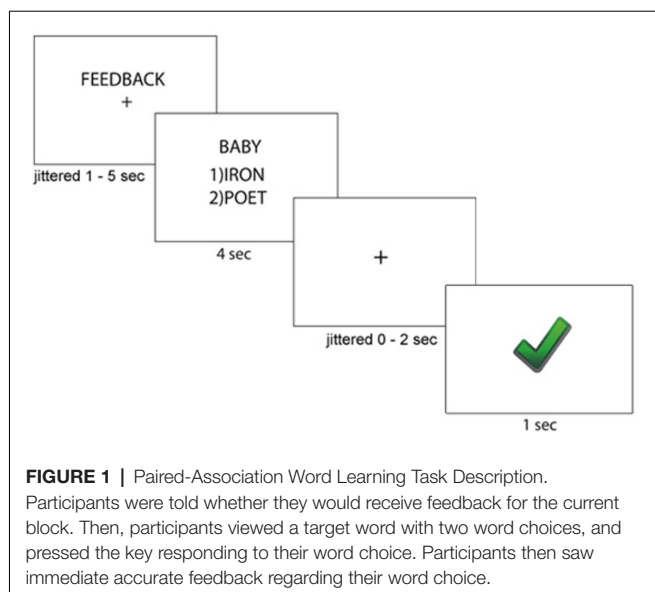 FEEDBACK
+
jittered 1 - 5 sec
BABY
1)IRON
2)POET
4 sec
+
jittered 0 - 2 sec
1 sec
FIGURE 1 | Paired-Association Word Learning Task Description.
Participants were told whether they would receive feedback for the current
block. Then, participants viewed a target word with two word choices, and
pressed the key responding to their word choice. Participants then saw
immediate accurate feedback regarding their word choice.